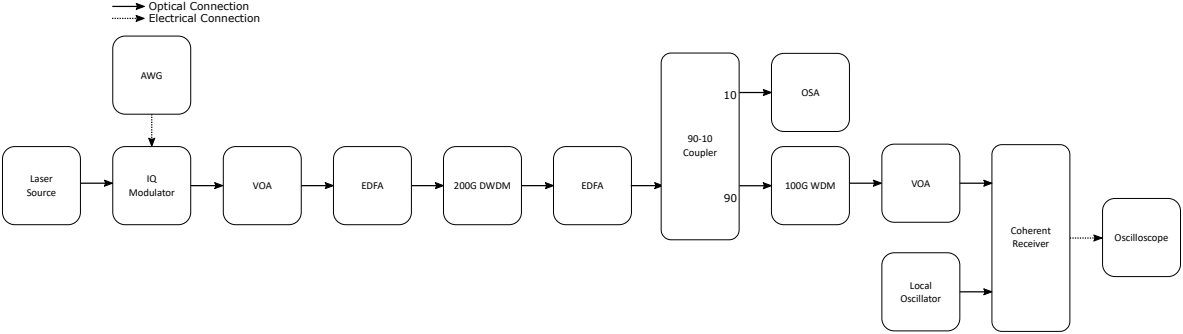 Optical Connection
Electrical Connection
AWG
Laser
Source
IQ
Modulator
VOA
EDFA
200G DWDM
EDFA
90-10
Coupler
10
90
OSA
100G WDM
VOA
Local
Oscillator
Coherent
Receiver
Oscilloscope